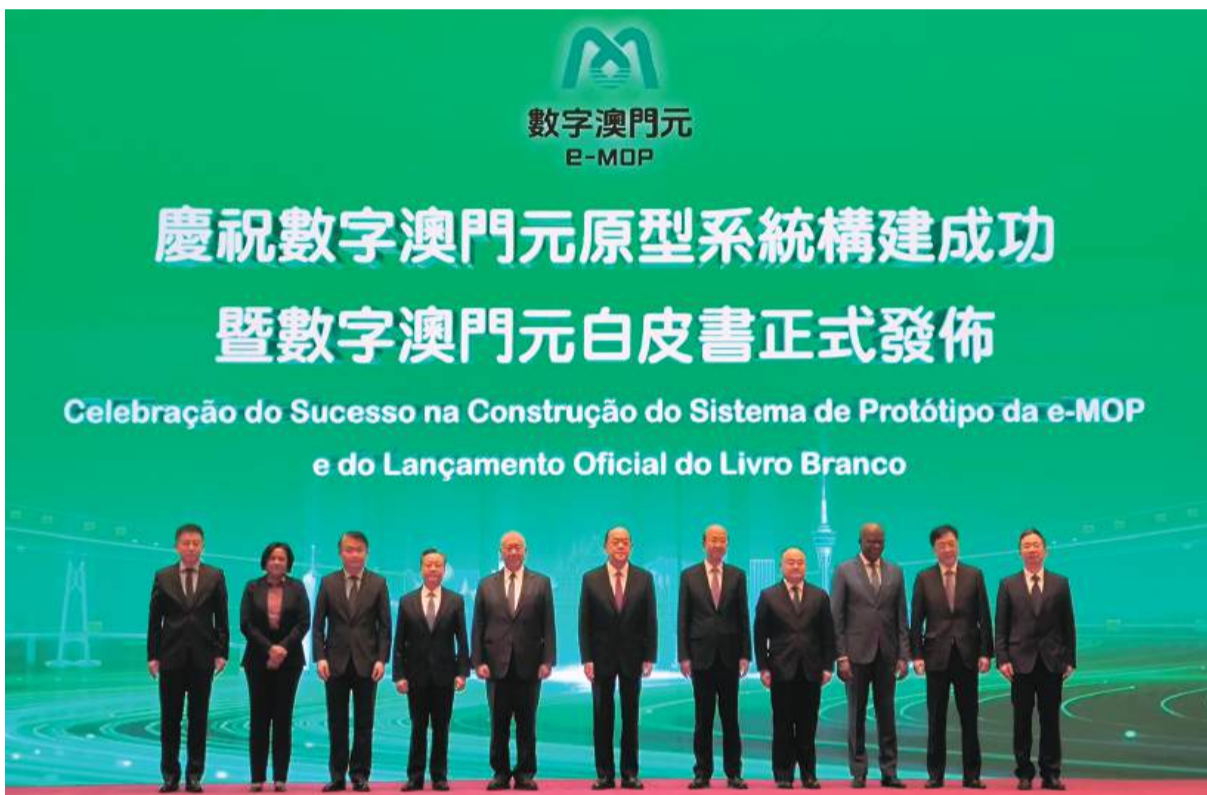 數字澳門元
e-MOP
慶祝數字澳門元原型系統構建成功
暨數字澳門元白皮書正式發佈
Celebração do Sucesso na Construção do Sistema de Protótipo da e-MOP
e do Lançamento Oficial do Livro Branco